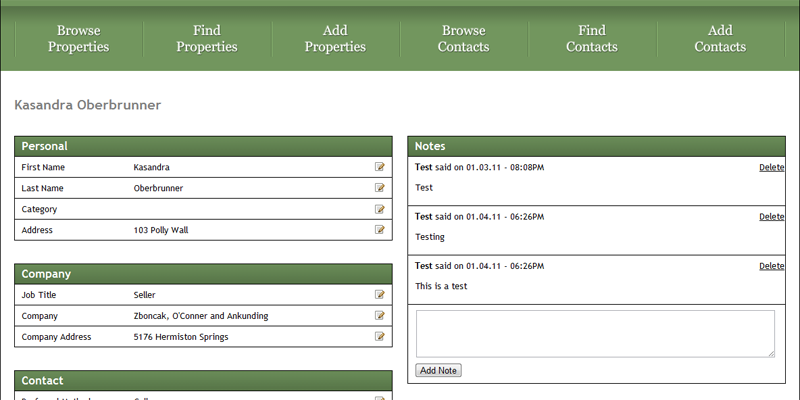 Browse Properties
Find Properties
Add Properties
Browse Contacts
Find Contacts
Add Contacts
Kasandra Oberbrunner
Personal
First Name Kasandra
Last Name Oberbrunner
Category
Address 103 Polly Wall
Company
Job Title Seller
Company Zboncak, O'Conner and Ankunding
Company Address 5176 Hermiston Springs
Contact
Notes
Test said on 01.03.11 - 08:08PM Delete
Test
Test said on 01.04.11 - 06:26PM Delete
Testing
Test said on 01.04.11 - 06:26PM Delete
This is a test
Add Note